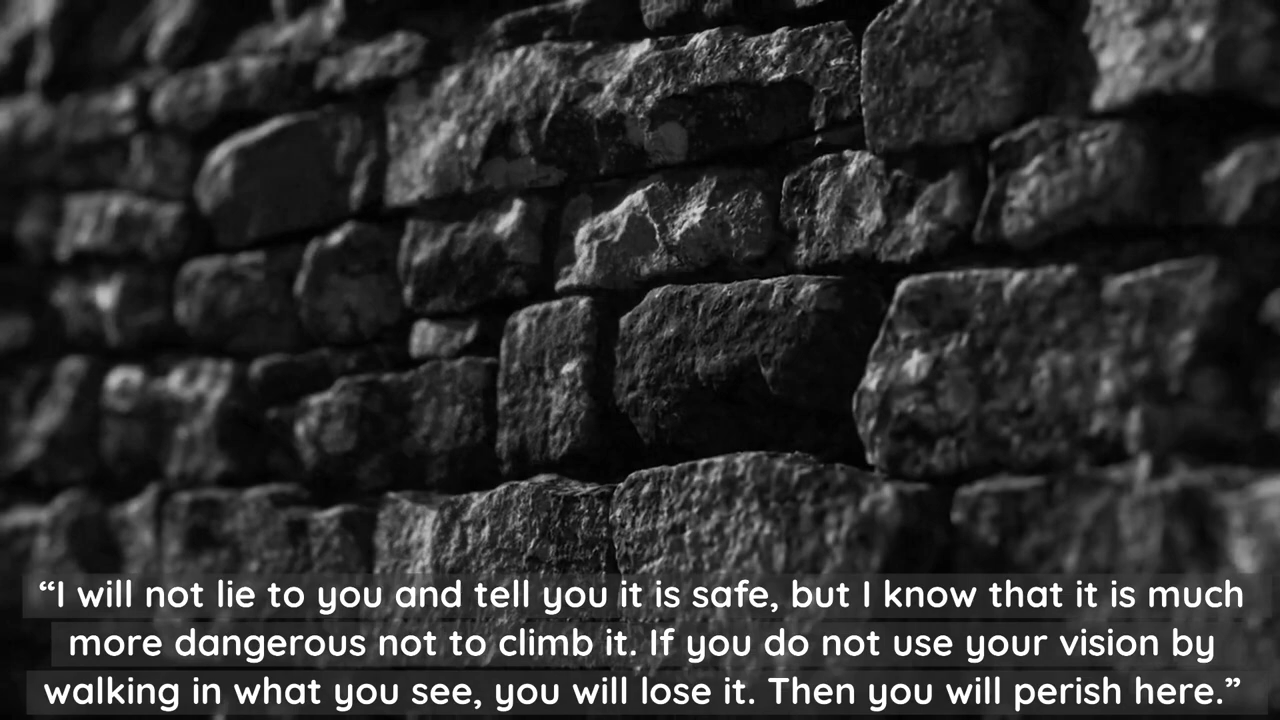 “I will not lie to you and tell you it is safe, but I know that it is much
more dangerous not to climb it. If you do not use your vision by
walking in what you see, you will lose it. Then you will perish here.”